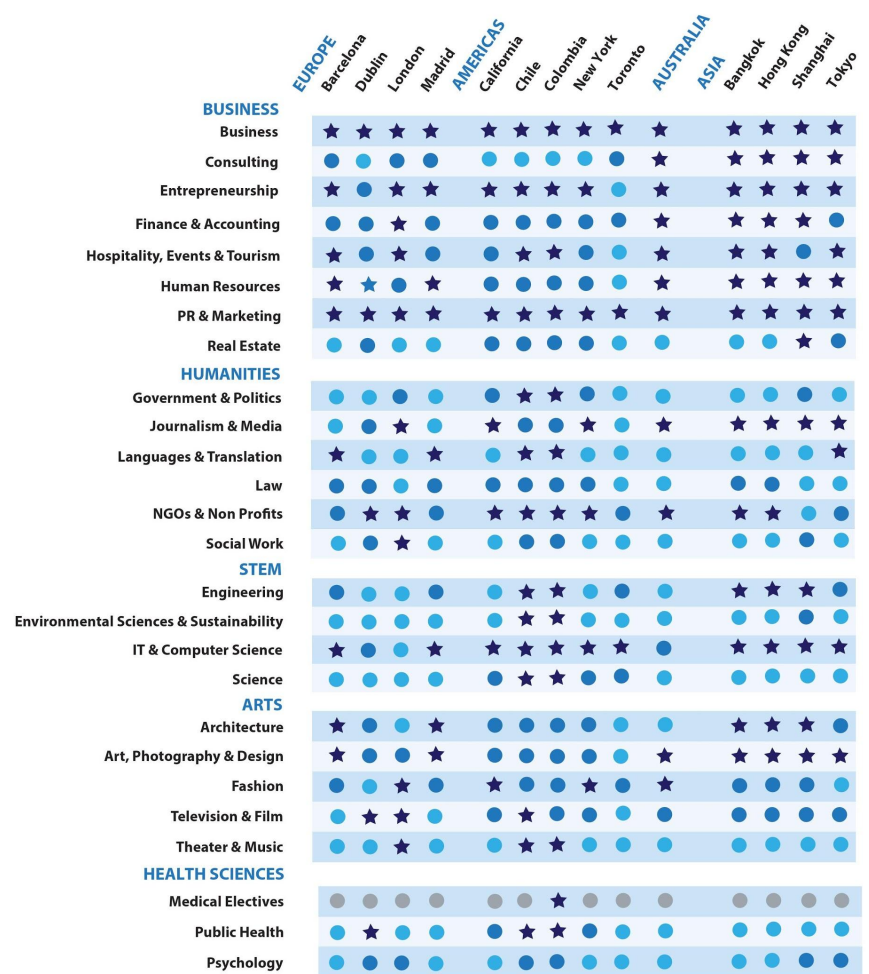 EUROPE Barcelona Dublin London Madrid AMERICAS California Chile Colombia New York Toronto AUSTRALIA ASIA Bangkok Hong Kong Shanghai Tokyo
BUSINESS
Business
Consulting
Entrepreneurship
Finance & Accounting
Hospitality, Events & Tourism
Human Resources
PR & Marketing
Real Estate
HUMANITIES
Government & Politics
Journalism & Media
Languages & Translation
Law
NGOs & Non Profits
Social Work
STEM
Engineering
Environmental Sciences & Sustainability
IT & Computer Science
Science
ARTS
Architecture
Art, Photography & Design
Fashion
Television & Film
Theater & Music
HEALTH SCIENCES
Medical Electives
Public Health
Psychology